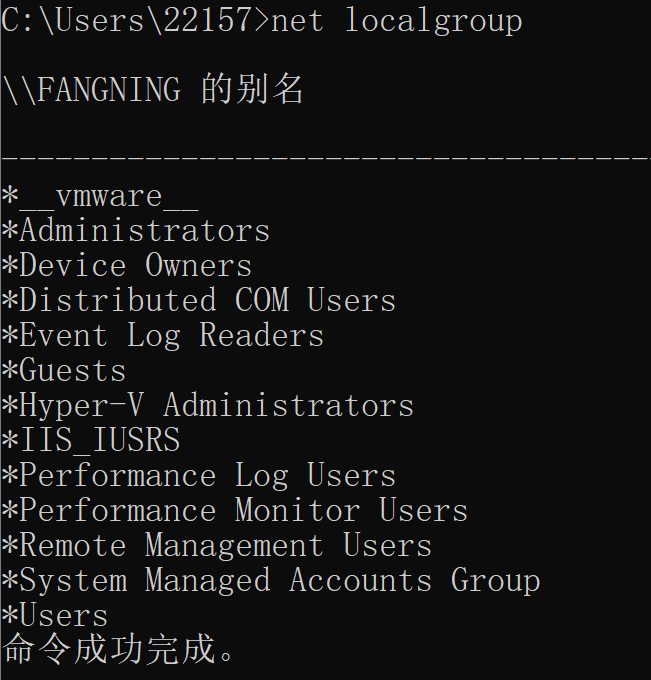 C:\Users\22157>net localgroup
\\FANGNING 的别名
-------------------------------------
*__vmware__
*Administrators
*Device Owners
*Distributed COM Users
*Event Log Readers
*Guests
*Hyper-V Administrators
*IIS_IUSRS
*Performance Log Users
*Performance Monitor Users
*Remote Management Users
*System Managed Accounts Group
*Users
命令成功完成。